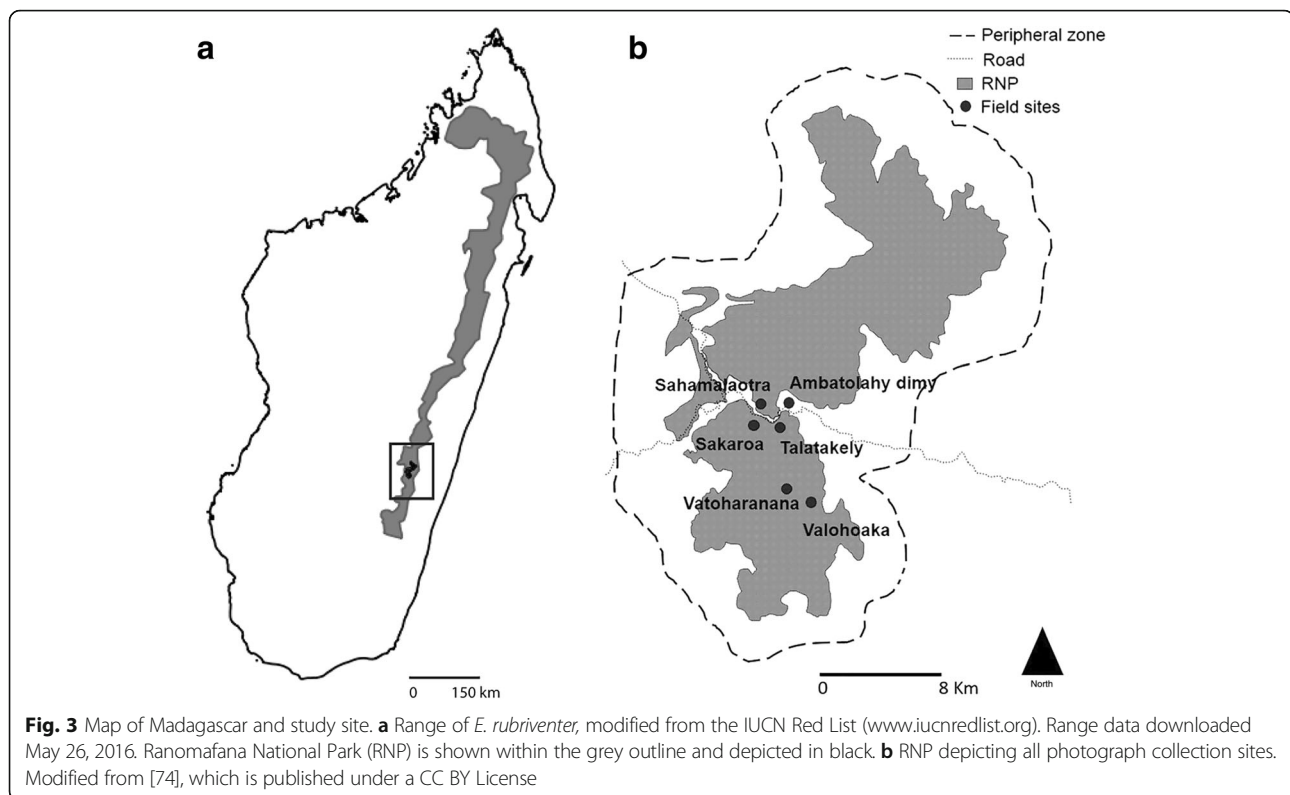 a
b
Peripheral zone
Road
RNP
Field sites
Sahamalaotra
Ambatolahy dimy
Sakaroa
Talatakely
Vatoharanana
Valohoaka
0 150 km
0 8 Km
North
Fig. 3 Map of Madagascar and study site. a Range of E. rubriventer, modified from the IUCN Red List (www.iucnredlist.org). Range data downloaded
May 26, 2016. Ranomafana National Park (RNP) is shown within the grey outline and depicted in black. b RNP depicting all photograph collection sites.
Modified from [74], which is published under a CC BY License